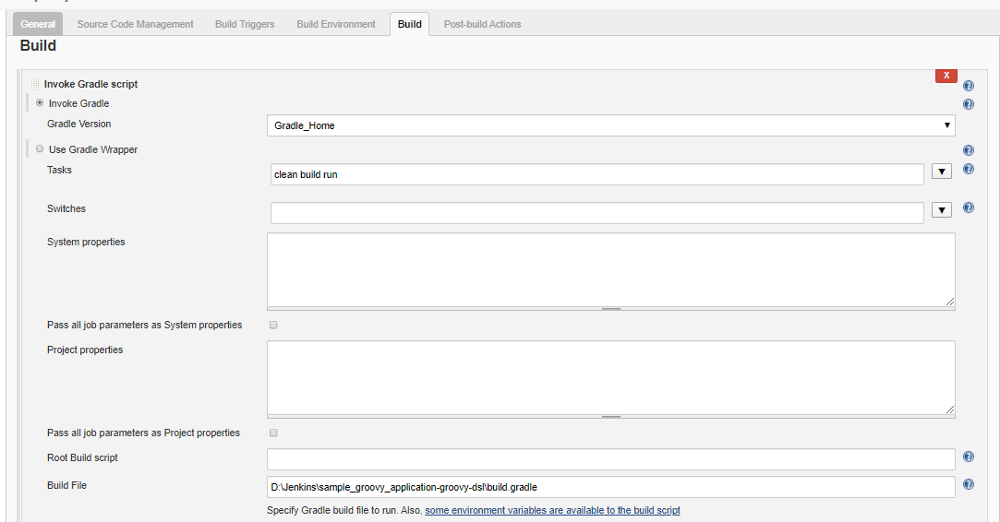 General Source Code Management Build Triggers Build Environment Build Post-build Actions
Build
Invoke Gradle script X
Invoke Gradle
Gradle Version Gradle_Home
Use Gradle Wrapper
Tasks clean build run
Switches
System properties
Pass all job parameters as System properties
Project properties
Pass all job parameters as Project properties
Root Build script
Build File D:\Jenkins\sample_groovy_application-groovy-dsl\build.gradle
Specify Gradle build file to run. Also, some environment variables are available to the build script